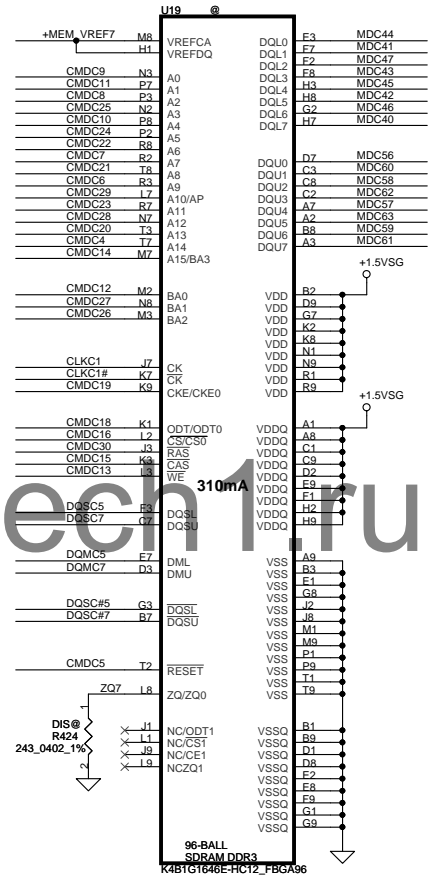 U19 @
+MEM_VREF7 M8 VREFCA E3 DQL0 MDC44
H1 VREFDQ F7 DQL1 MDC41
F2 DQL2 MDC47
CMDC9 N3 A0 F8 DQL3 MDC43
CMDC11 P7 A1 H3 DQL4 MDC45
CMDC8 P3 A2 H8 DQL5 MDC42
CMDC25 N2 A3 G2 DQL6 MDC46
CMDC10 P8 A4 H7 DQL7 MDC40
CMDC24 P2 A5
CMDC22 R8 A6
CMDC7 R2 A7 D7 DQU0 MDC56
CMDC21 T8 A8 C3 DQU1 MDC60
CMDC6 R3 A9 C8 DQU2 MDC58
CMDC29 L7 A10/AP C2 DQU3 MDC62
CMDC23 R7 A11 A7 DQU4 MDC57
CMDC28 N7 A12 A2 DQU5 MDC63
CMDC20 T3 A13 B8 DQU6 MDC59
CMDC4 T7 A14 A3 DQU7 MDC61
CMDC14 M7 A15/BA3
+1.5VSG
CMDC12 M2 BA0 VDD B2
CMDC27 N8 BA1 VDD D9
CMDC26 M3 BA2 VDD G7
VDD K2
VDD K8
VDD N1
CLKC1 J7 CK VDD N9
CLKC1# K7 CK VDD R1
CMDC19 K9 CKE/CKE0 VDD R9
+1.5VSG
CMDC18 K1 ODT/ODT0 VDDQ A1
CMDC16 L2 CS/CS0 VDDQ A8
CMDC30 J3 RAS VDDQ C1
CMDC15 K3 CAS VDDQ C9
CMDC13 L3 WE VDDQ D2
310mA VDDQ E9
VDDQ F1
DQSC5 F3 DQSL VDDQ H2
DQSC7 C7 DQSU VDDQ H9
ech1.ru
DQMC5 E7 DML VSS A9
DQMC7 D3 DMU VSS B3
VSS E1
VSS G8
DQSC#5 G3 DQSL VSS J2
DQSC#7 B7 DQSU VSS J8
VSS M1
VSS M9
VSS P1
CMDC5 T2 RESET VSS P9
VSS T1
ZQ7 L8 ZQ/ZQ0 VSS T9
1
DIS@
R424
243_0402_1%
2
J1 NC/ODT1 VSSQ B1
L1 NC/CS1 VSSQ B9
J9 NC/CE1 VSSQ D1
L9 NCZQ1 VSSQ D8
VSSQ E2
VSSQ E8
VSSQ F9
VSSQ G1
VSSQ G9
96-BALL
SDRAM DDR3
K4B1G1646E-HC12_FBGA96